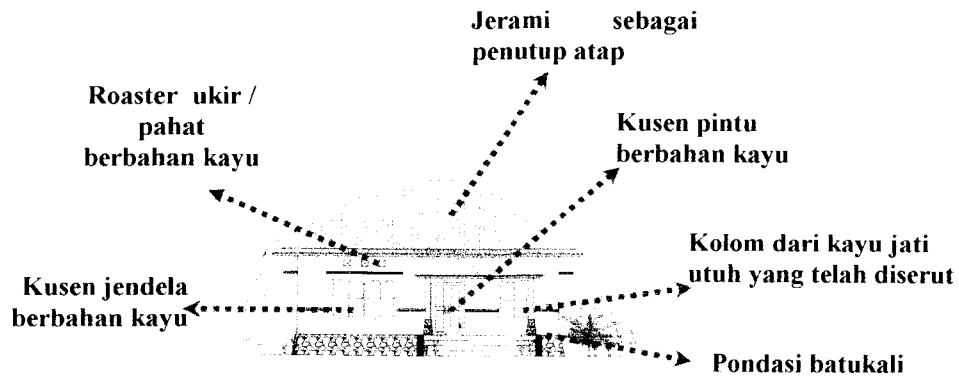 Jerami sebagai
penutup atap
Roaster ukir /
pahat
berbahan kayu
Kusen pintu
berbahan kayu
Kolom dari kayu jati
utuh yang telah diserut
Kusen jendela
berbahan kayu
Pondasi batukali